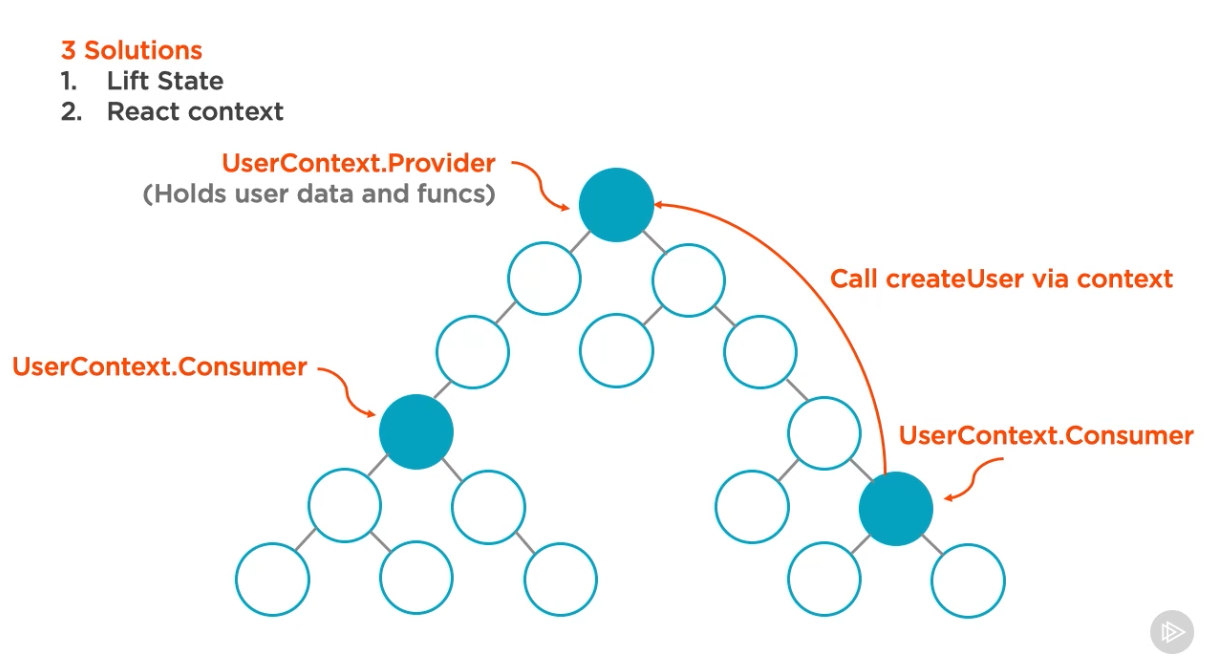 3 Solutions
1. Lift State
2. React context
UserContext.Provider
(Holds user data and funcs)
Call createUser via context
UserContext.Consumer
UserContext.Consumer